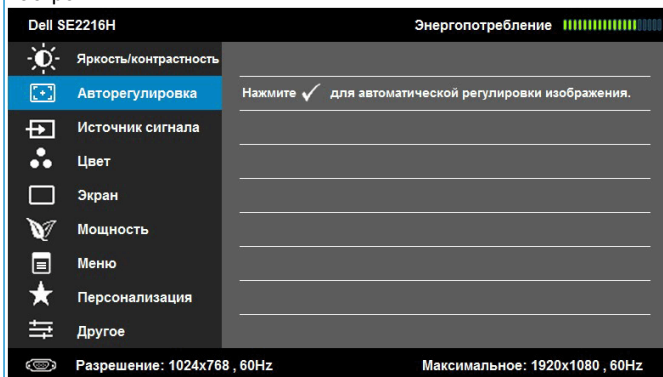 Dell SE2216H Энергопотребление
Яркость/контрастность
Авторегулировка Нажмите для автоматической регулировки изображения.
Источник сигнала
Цвет
Экран
Мощность
Меню
Персонализация
Другое
Разрешение: 1024x768 , 60Hz Максимальное: 1920x1080 , 60Hz